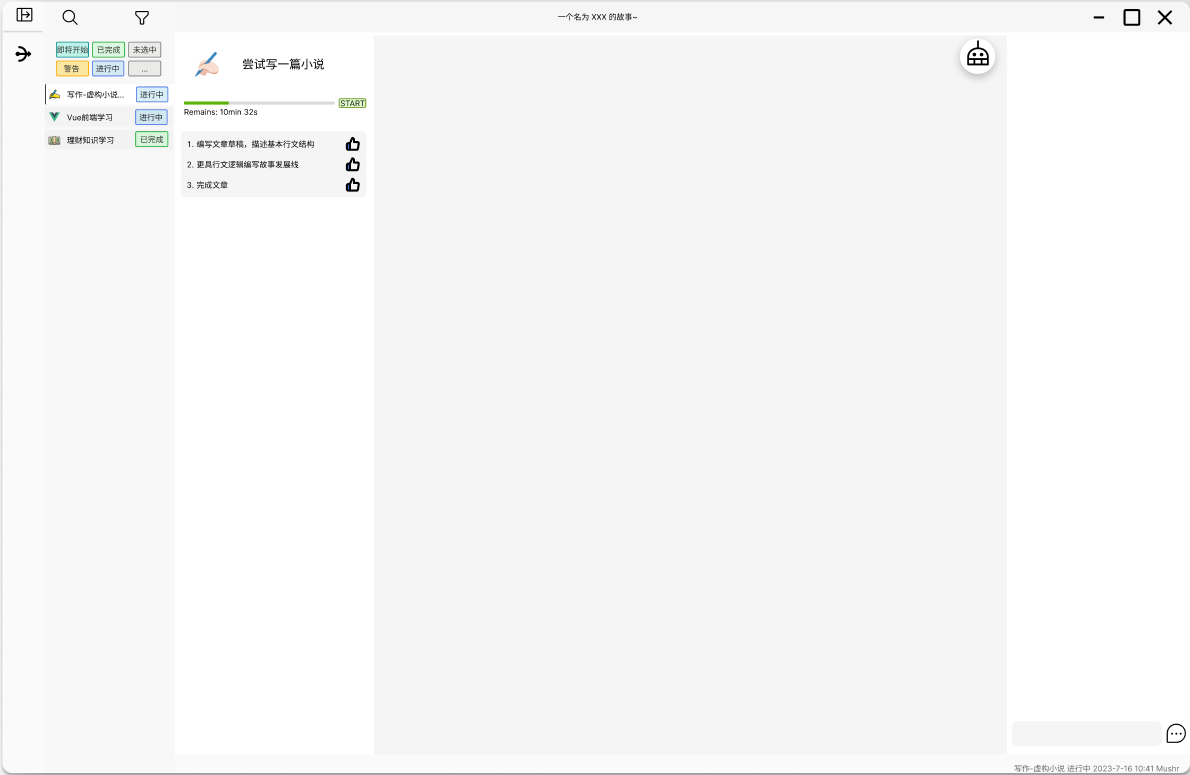 一个名为 XXX 的故事~
即将开始 已完成 未选中
警告 进行中 ...
写作-虚构小说... 进行中
Vue前端学习 进行中
理财知识学习 已完成
尝试写一篇小说
START
Remains: 10min 32s
1. 编写文章草稿，描述基本行文结构
2. 更具行文逻辑编写故事发展线
3. 完成文章
写作-虚构小说 进行中 2023-7-16 10:41 Mushr